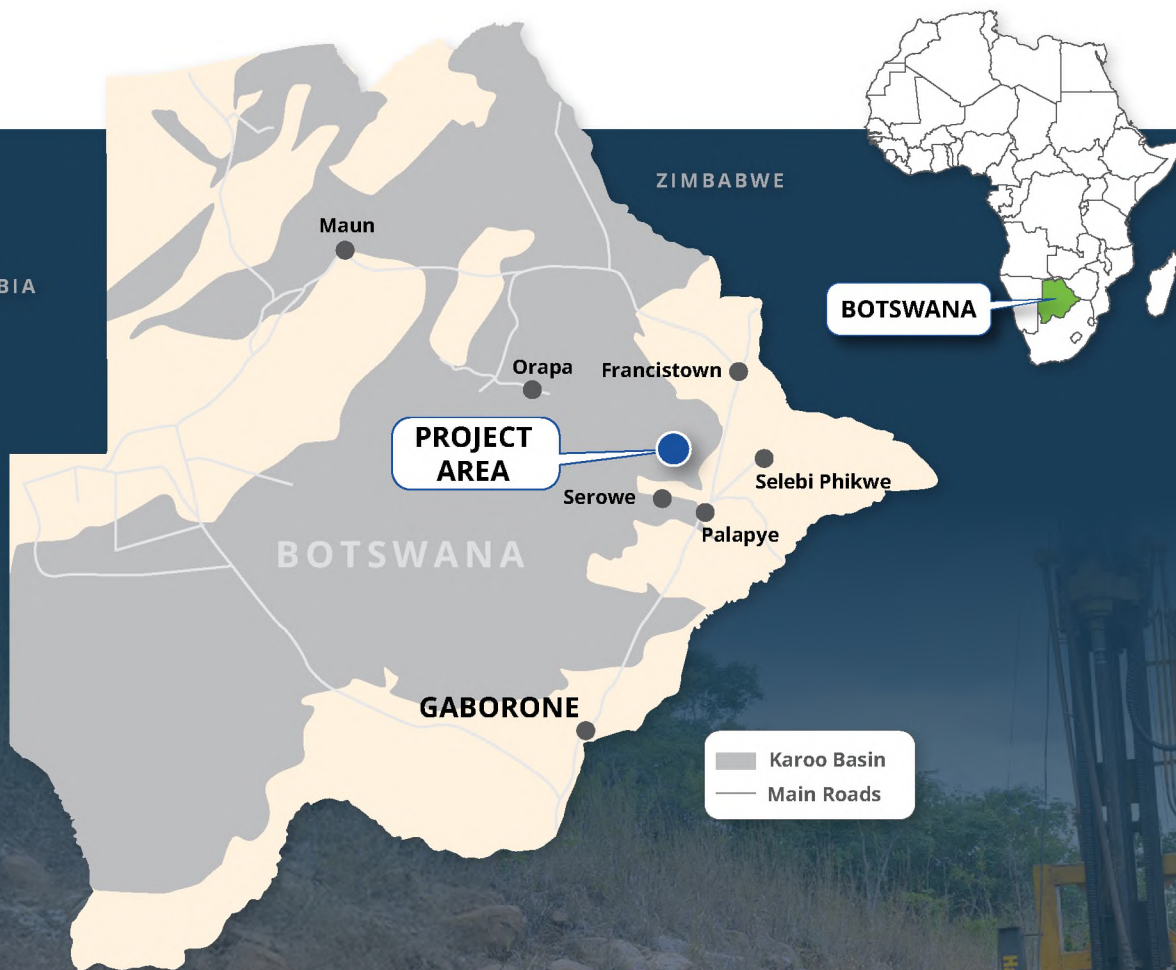 ZIMBABWE
Maun
BIA
BOTSWANA
Orapa
Francistown
PROJECT
AREA
Selebi Phikwe
Serowe
Palapye
BOTSWANA
GABORONE
Karoo Basin
Main Roads